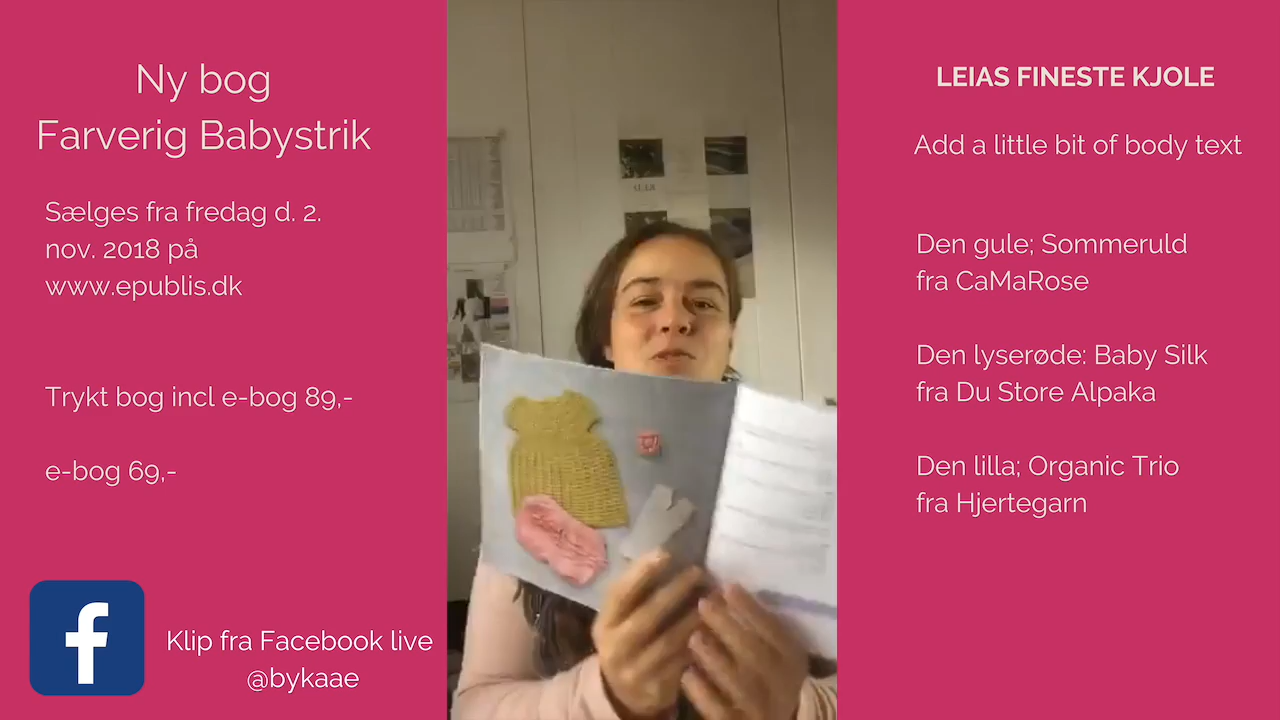 Ny bog
Farverig Babystrik
Sælges fra fredag d. 2.
nov. 2018 på
www.epublis.dk
Trykt bog incl e-bog 89,-
e-bog 69,-
Klip fra Facebook live
@bykaae
LEIAS FINESTE KJOLE
Add a little bit of body text
Den gule; Sommeruld
fra CaMaRose
Den lyserøde: Baby Silk
fra Du Store Alpaka
Den lilla; Organic Trio
fra Hjertegarn